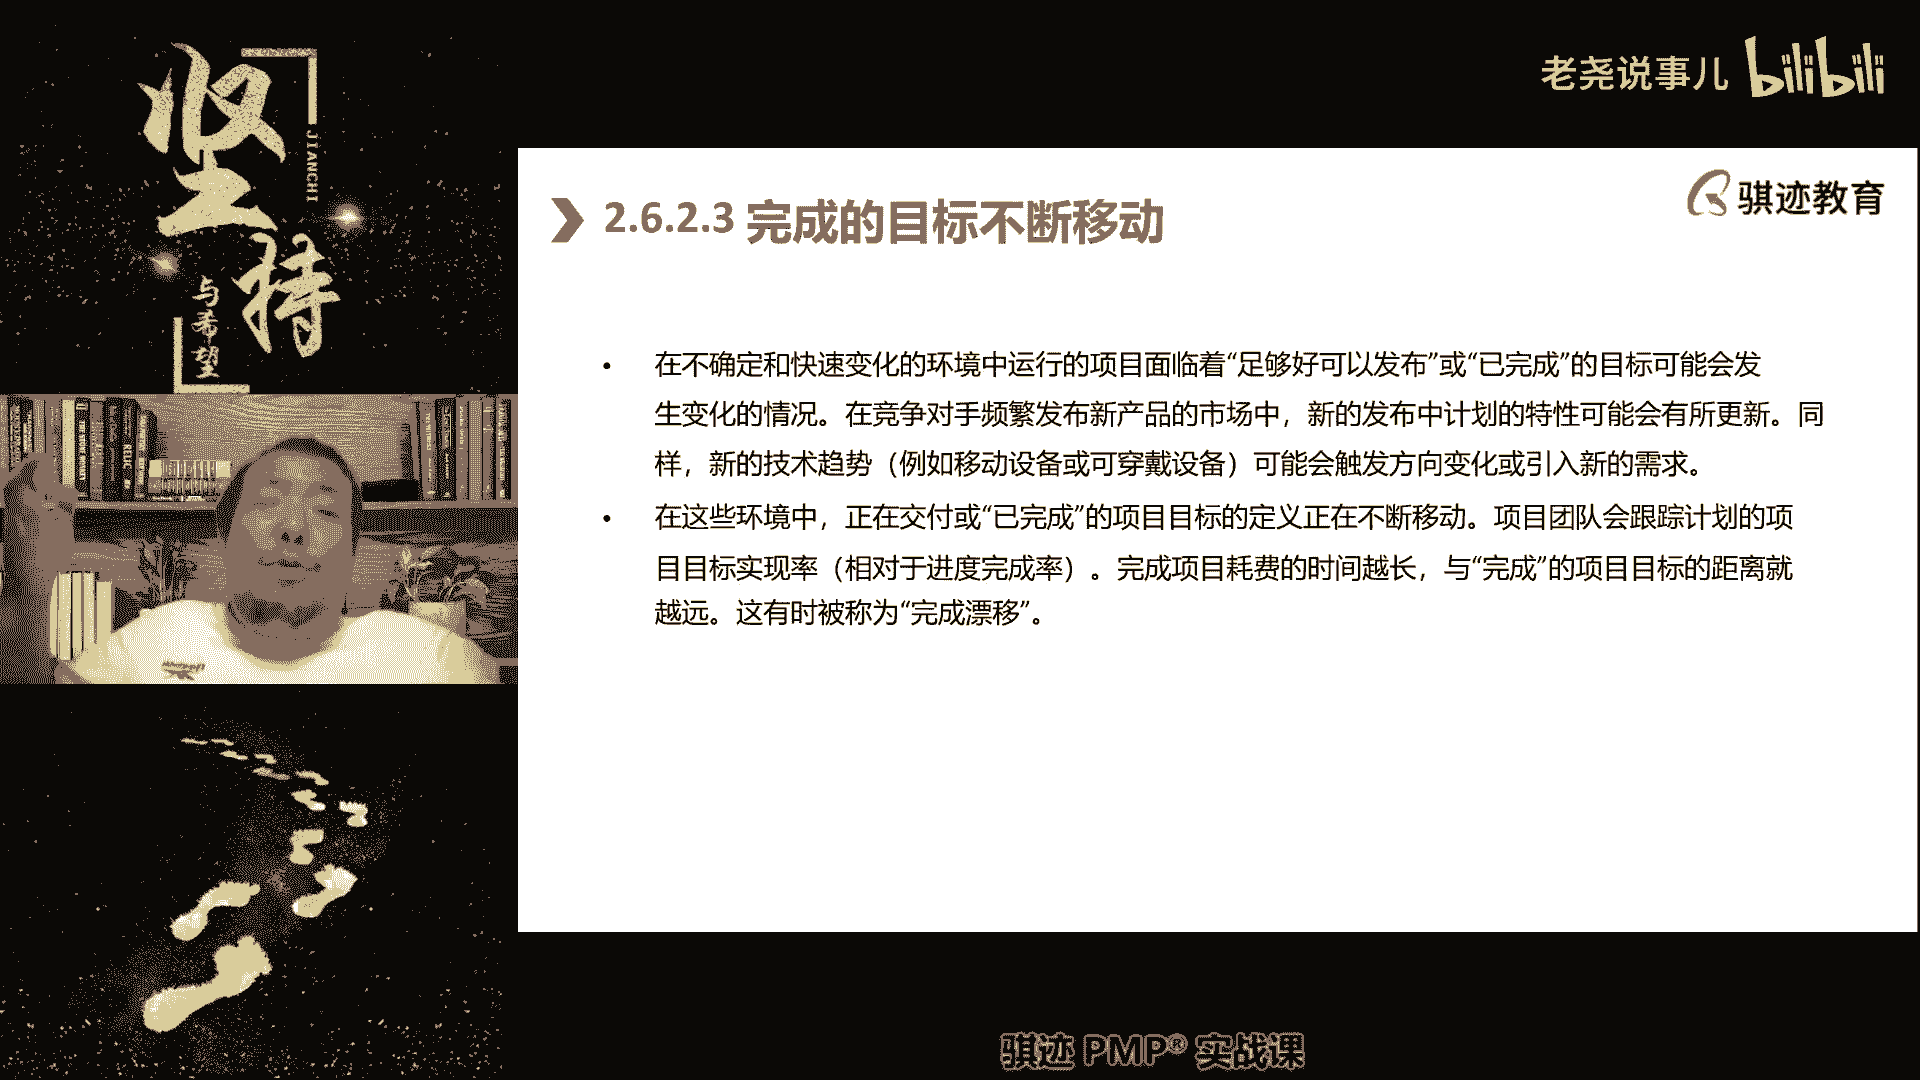 坚持
JIANCHI
与希望
老尧说事儿 bilibili
骐迹教育
2.6.2.3 完成的目标不断移动
• 在不确定和快速变化的环境中运行的项目面临着“足够好可以发布”或“已完成”的目标可能会发
生变化的情况。在竞争对手频繁发布新产品的市场中，新的发布中计划的特性可能会有所更新。同
样，新的技术趋势（例如移动设备或可穿戴设备）可能会触发方向变化或引入新的需求。
• 在这些环境中，正在交付或“已完成”的项目目标的定义正在不断移动。项目团队会跟踪计划的项
目目标实现率（相对于进度完成率）。完成项目耗费的时间越长，与“完成”的项目目标的距离就
越远。这有时被称为“完成漂移”。
骐迹 PMP® 实战课